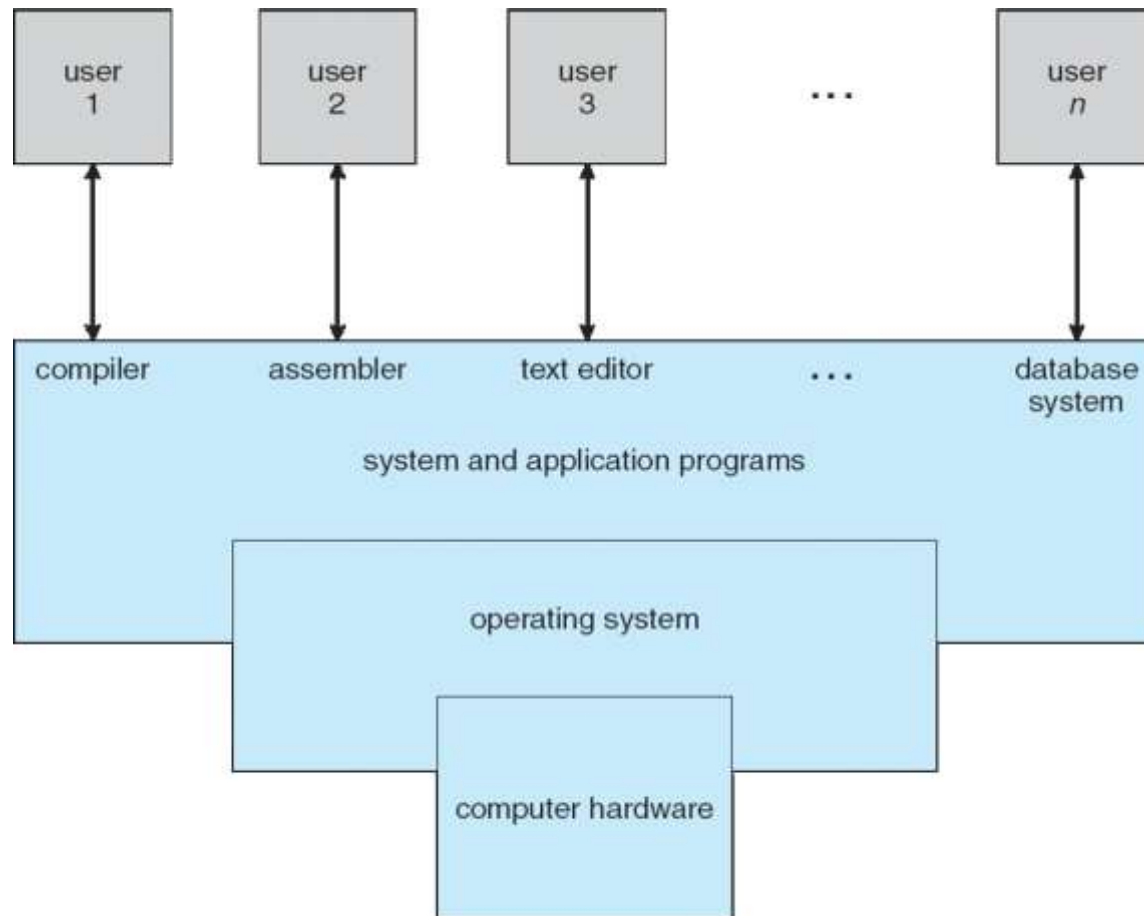 user
1
user
2
user
3
...
user
n
compiler
assembler
text editor
...
database
system
system and application programs
operating system
computer hardware